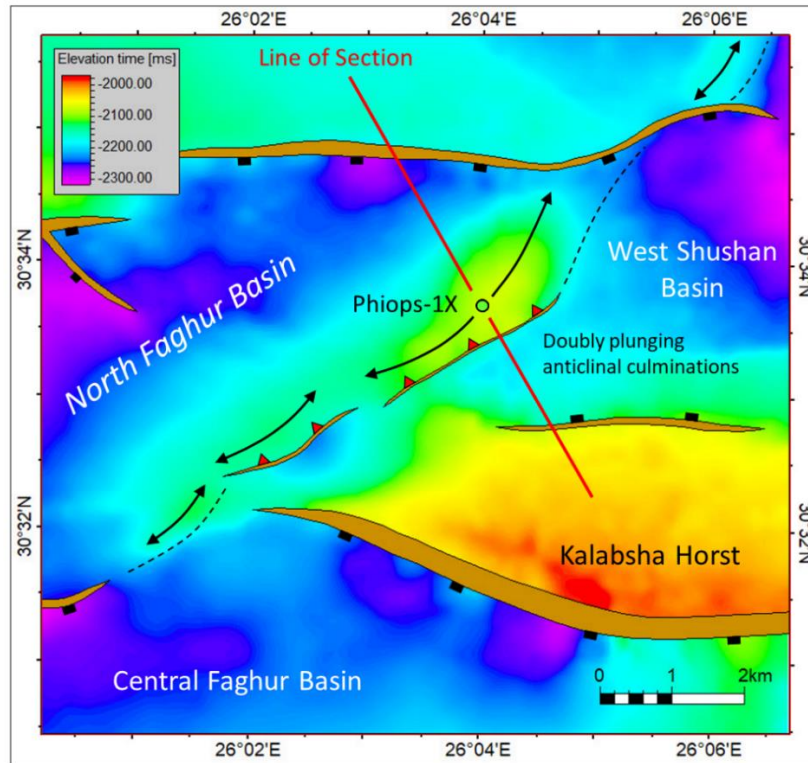 26°02'E 26°04'E 26°06'E
Elevation time [ms]
-2000.00
-2100.00
-2200.00
-2300.00
Line of Section
30°34'N
30°34'N
North Faghur Basin
West Shushan
Basin
Phiops-1X
Doubly plunging
anticlinal culminations
30°32'N
30°32'N
Kalabsha Horst
Central Faghur Basin
0 1 2km
26°02'E 26°04'E 26°06'E